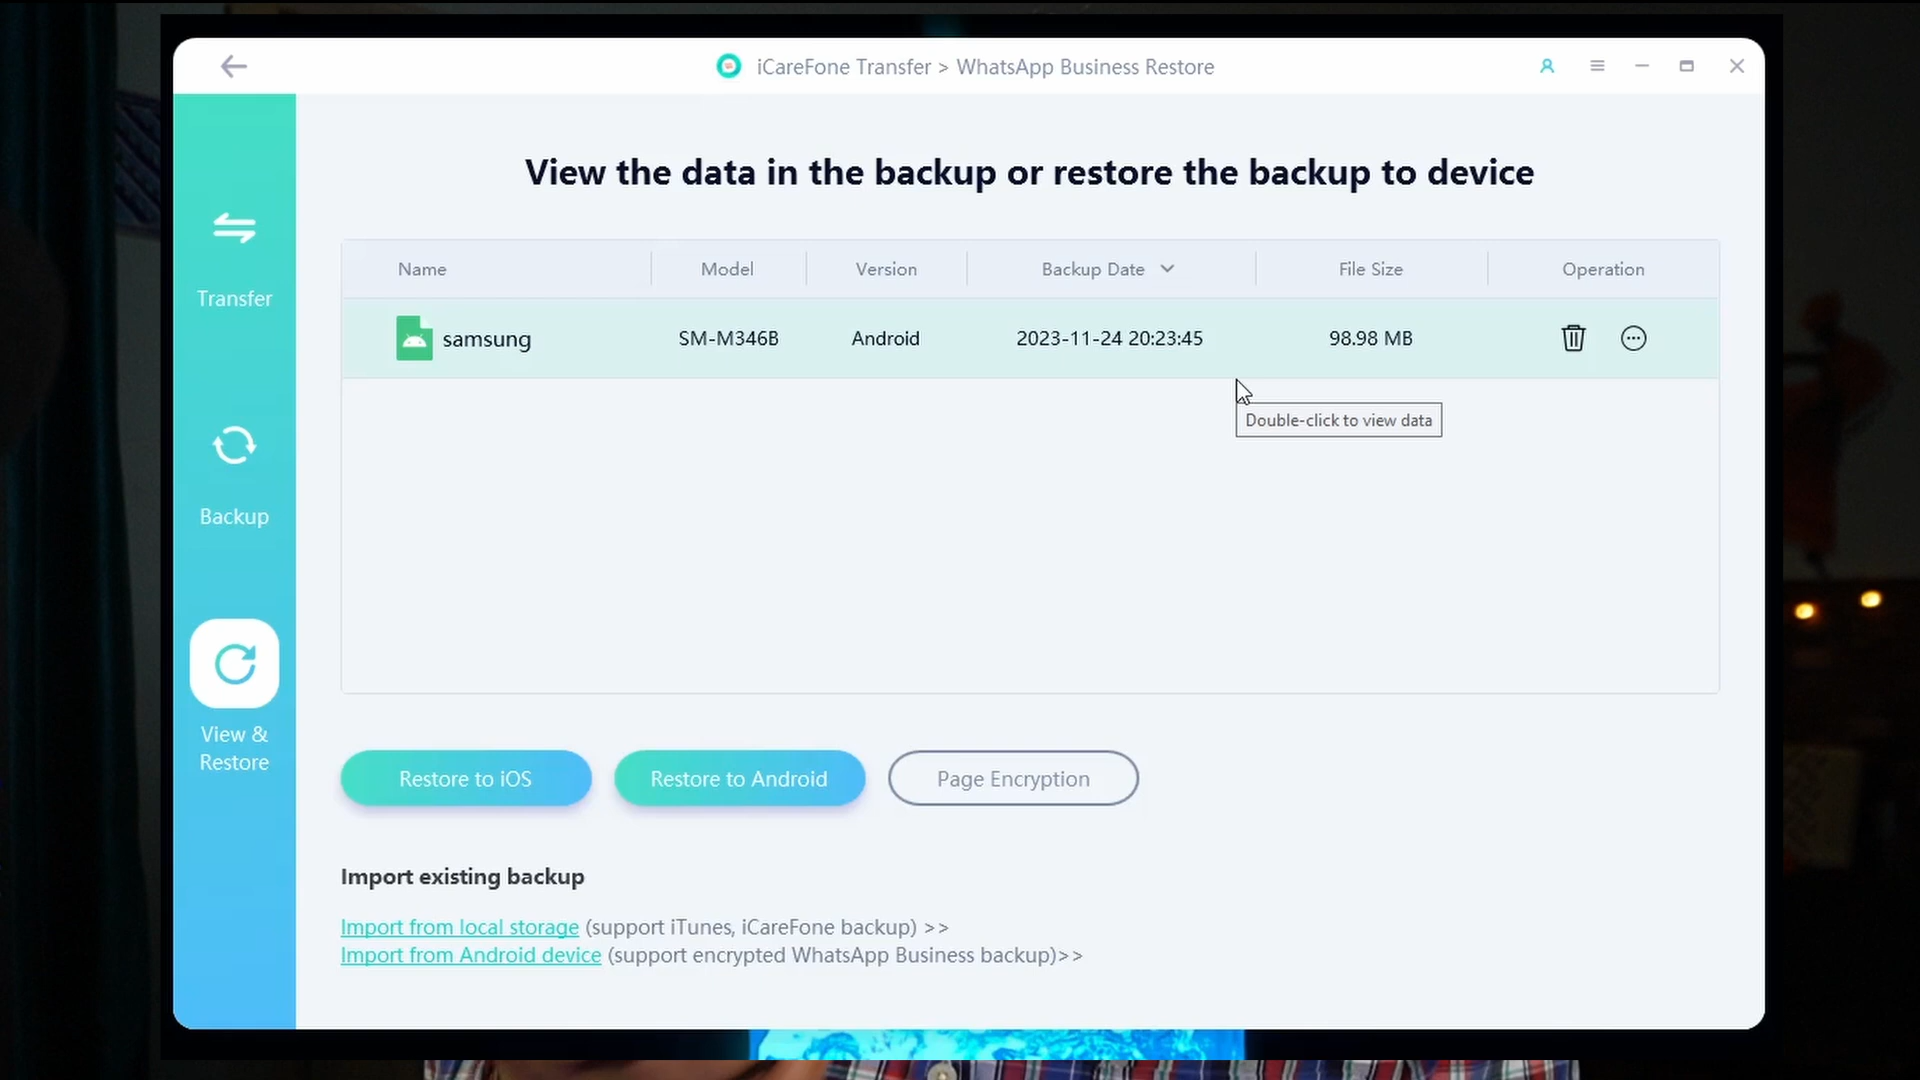 iCareFone Transfer > WhatsApp Business Restore
View the data in the backup or restore the backup to device
Name Model Version Backup Date File Size Operation
samsung SM-M346B Android 2023-11-24 20:23:45 98.98 MB
Double-click to view data
Transfer
Backup
View &
Restore
Restore to iOS Restore to Android Page Encryption
Import existing backup
Import from local storage (support iTunes, iCareFone backup) >>
Import from Android device (support encrypted WhatsApp Business backup)>>